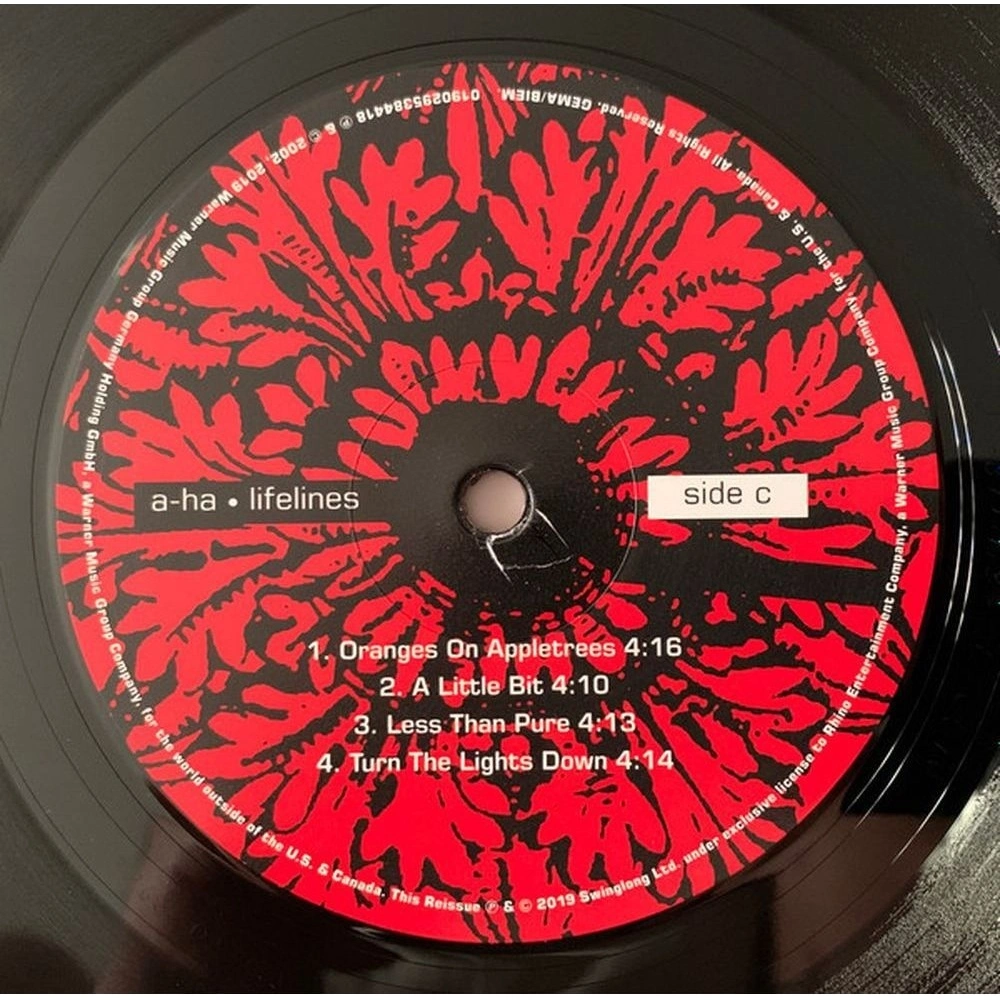 a-ha • lifelines
side c
1. Oranges On Appletrees 4:16
2. A Little Bit 4:10
3. Less Than Pure 4:13
4. Turn The Lights Down 4:14
℗ & © 2002, 2019 Warner Music Group Germany Holding GmbH, a Warner Music Group Company, for the world outside of the U.S. & Canada. This Reissue ℗ & © 2019 Swinglong Ltd. under exclusive license to Rhino Entertainment Company, a Warner Music Group Company, for the U.S. & Canada. All Rights Reserved. GEMA/BIEM. 0190295384418